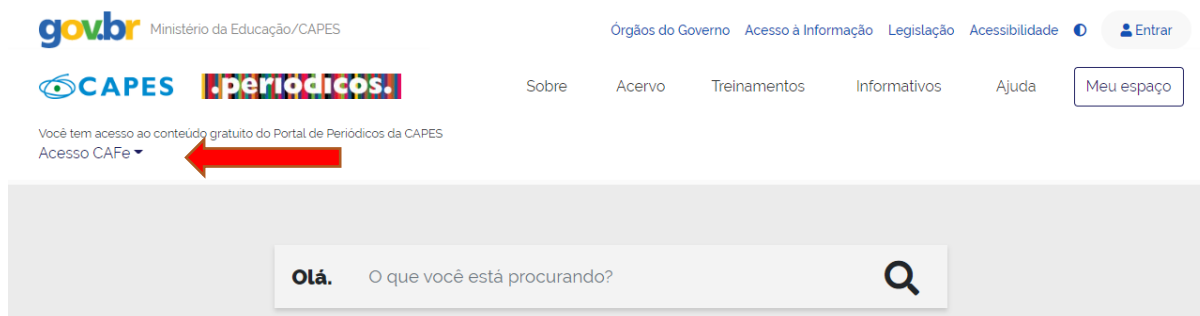 gov.br Ministério da Educação/CAPES Órgãos do Governo Acesso à Informação Legislação Acessibilidade Entrar
CAPES .periodicos. Sobre Acervo Treinamentos Informativos Ajuda Meu espaço
Você tem acesso ao conteúdo gratuito do Portal de Periódicos da CAPES
Acesso CAFe
Olá. O que você está procurando?